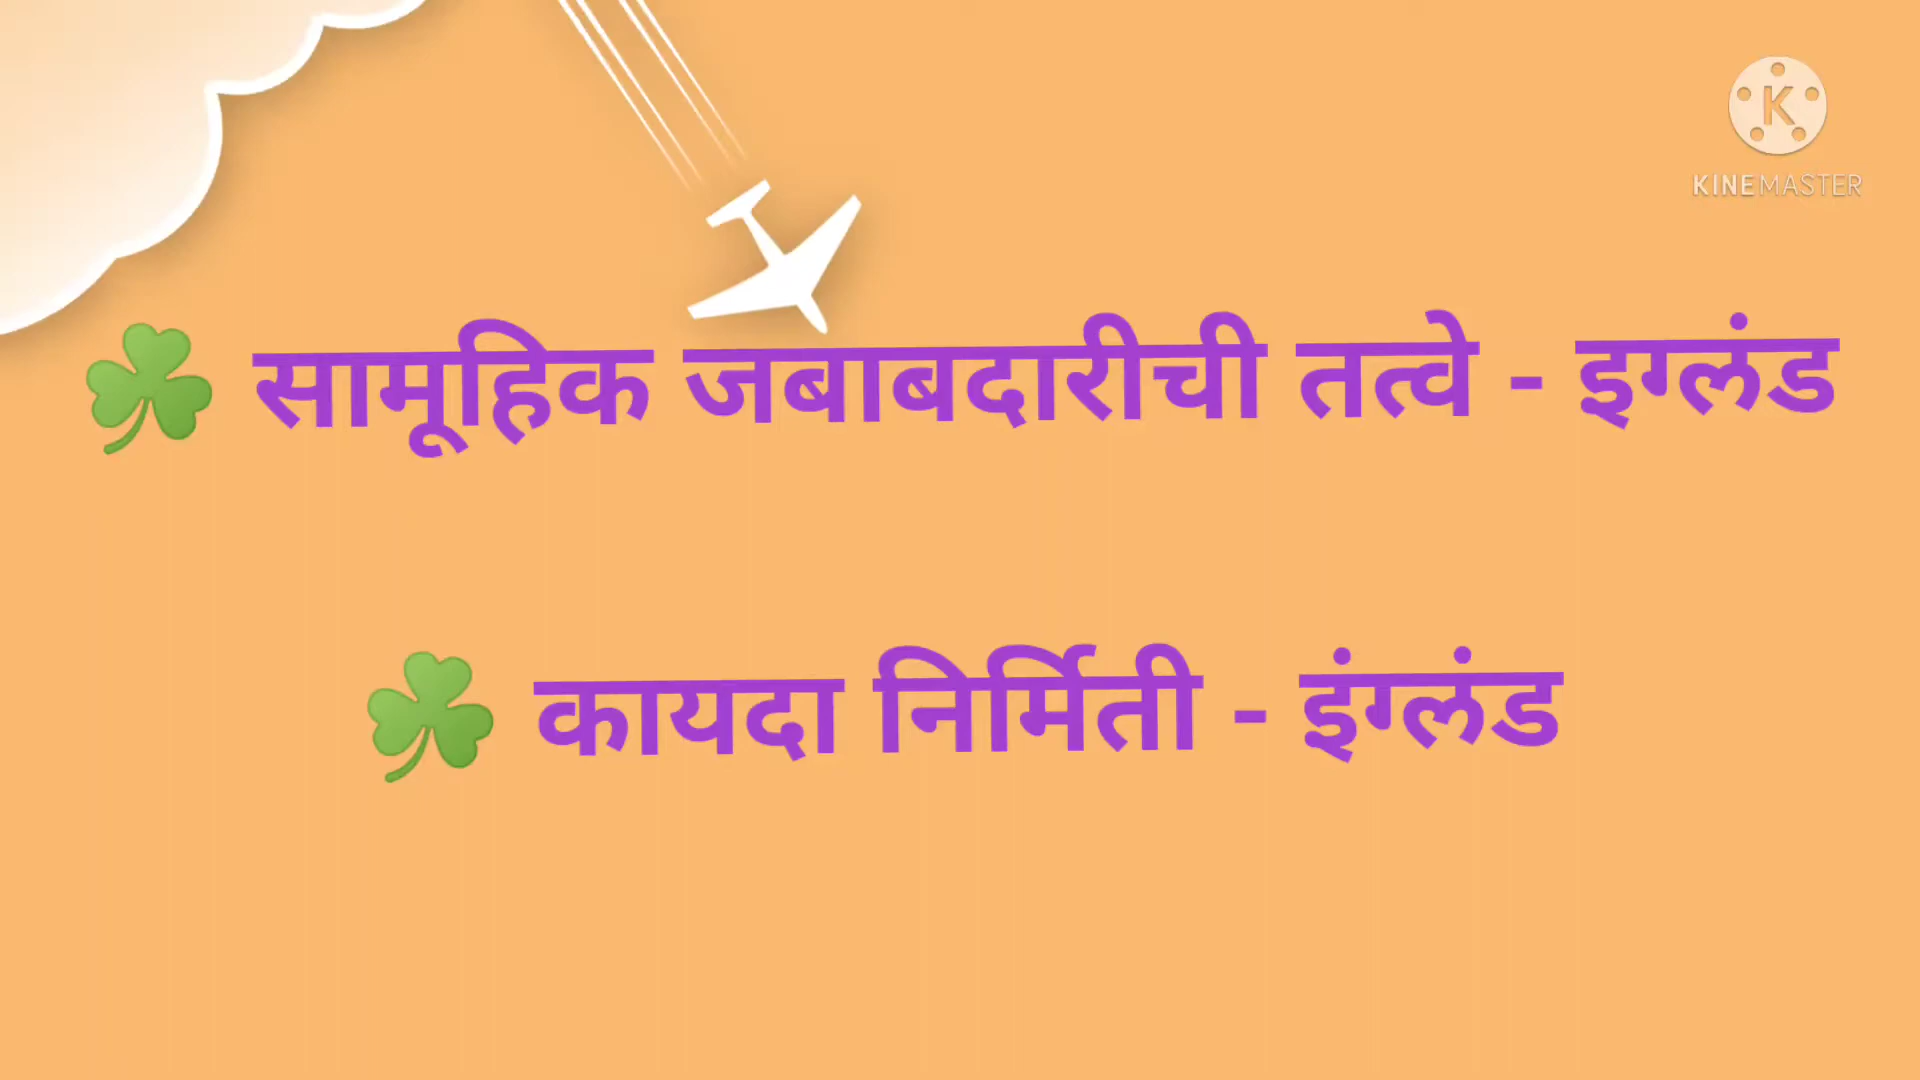 KINEMASTER
☘️ सामूहिक जबाबदारीची तत्वे - इग्लंड
☘️ कायदा निर्मिती - इंग्लंड